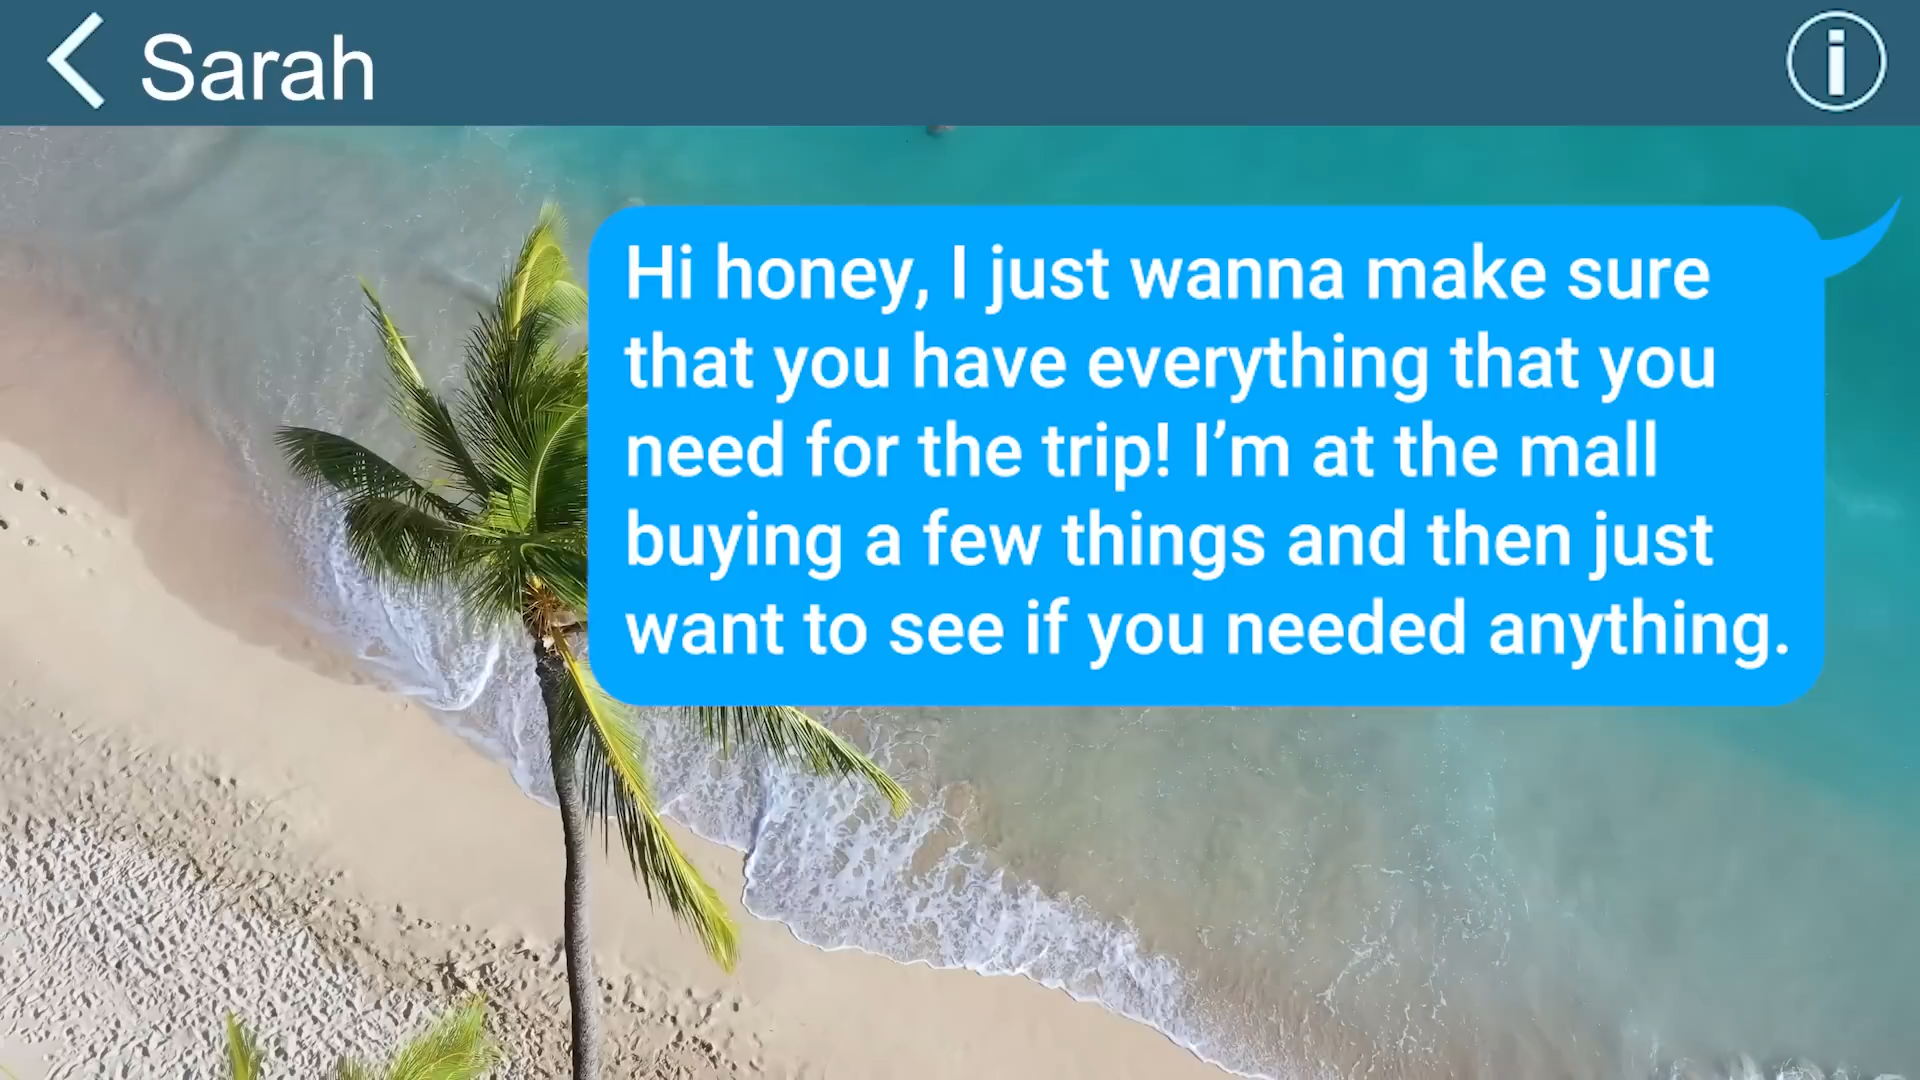 Sarah
Hi honey, I just wanna make sure
that you have everything that you
need for the trip! I’m at the mall
buying a few things and then just
want to see if you needed anything.